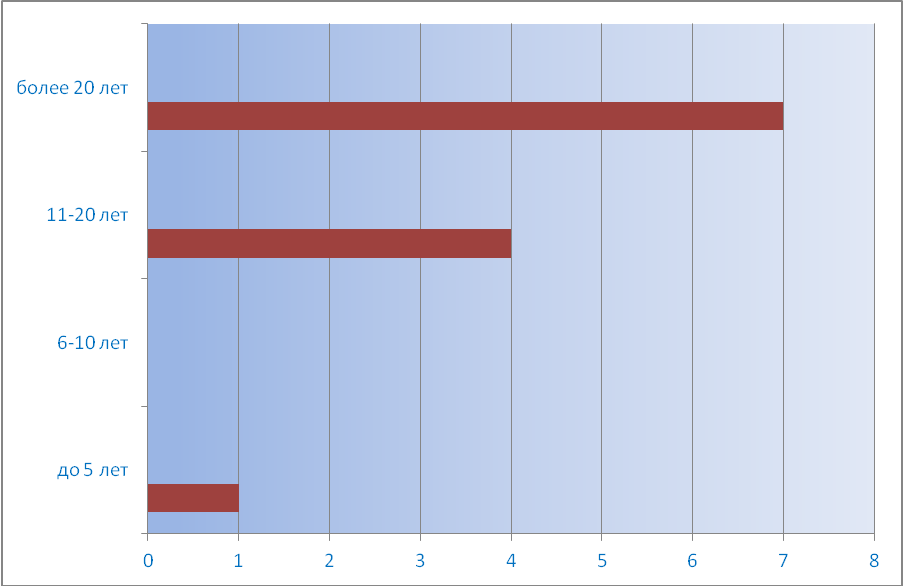 более 20 лет
11-20 лет
6-10 лет
до 5 лет
0 1 2 3 4 5 6 7 8